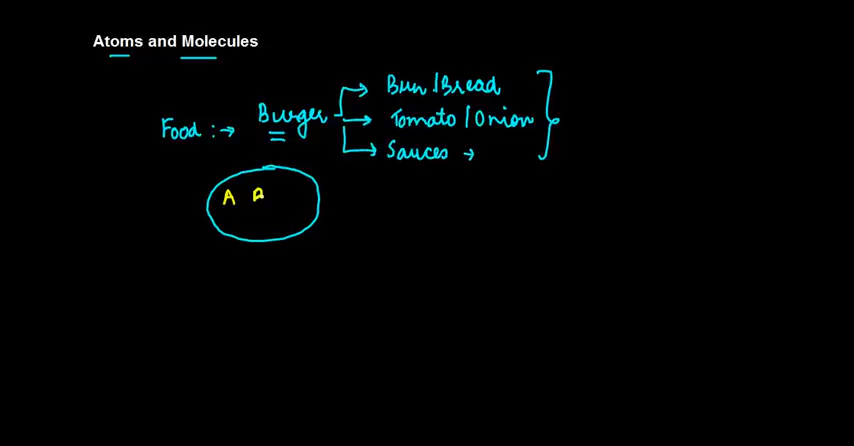 Atoms and Molecules
Bun / Bread
Food :→ Burger → Tomato / Onion
Sauces →
A B